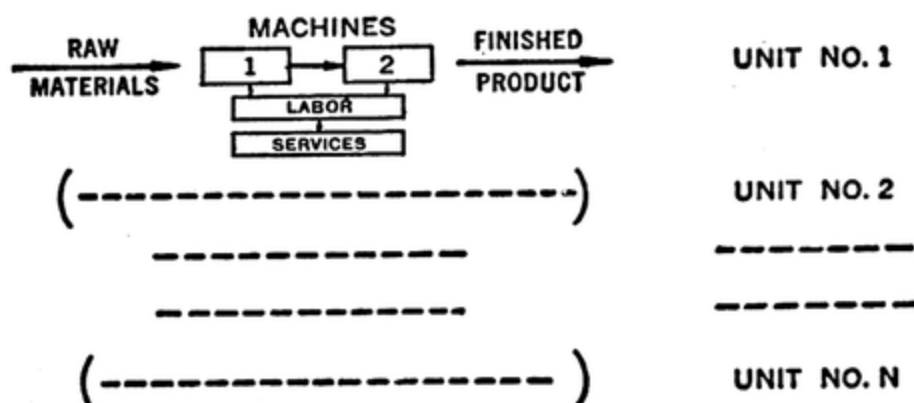 RAW MATERIALS
MACHINES
1 2
LABOR
SERVICES
FINISHED PRODUCT
UNIT NO. 1
UNIT NO. 2
UNIT NO. N